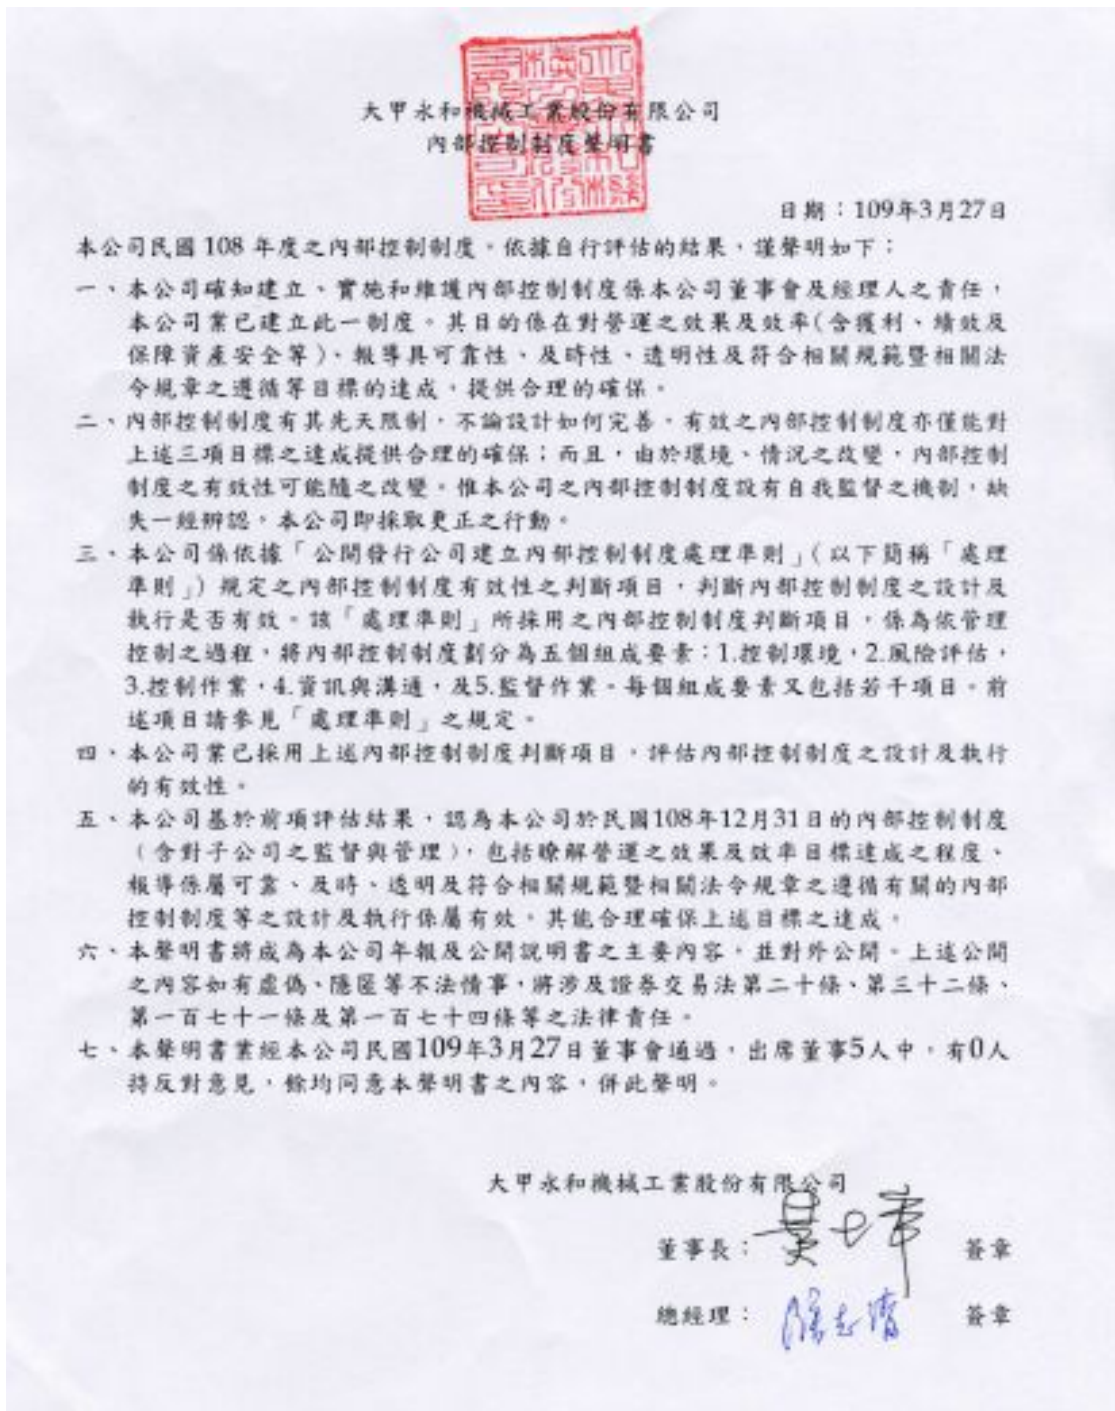 大甲永和機械工業股份有限公司
內部控制制度聲明書
日期：109年3月27日
本公司民國 108 年度之內部控制制度，依據自行評估的結果，謹聲明如下：
一、本公司確知建立、實施和維護內部控制制度係本公司董事會及經理人之責任，
本公司業已建立此一制度。其目的係在對營運之效果及效率(含獲利、績效及
保障資產安全等)、報導具可靠性、及時性、透明性及符合相關規範暨相關法
令規章之遵循等目標的達成，提供合理的確保。
二、內部控制制度有其先天限制，不論設計如何完善，有效之內部控制制度亦僅能對
上述三項目標之達成提供合理的確保；而且，由於環境、情況之改變，內部控制
制度之有效性可能隨之改變。惟本公司之內部控制制度設有自我監督之機制，缺
失一經辨認，本公司即採取更正之行動。
三、本公司係依據「公開發行公司建立內部控制制度處理準則」(以下簡稱「處理
準則」) 規定之內部控制制度有效性之判斷項目，判斷內部控制制度之設計及
執行是否有效。該「處理準則」所採用之內部控制制度判斷項目，係為依管理
控制之過程，將內部控制制度劃分為五個組成要素：1.控制環境，2.風險評估，
3.控制作業，4.資訊與溝通，及5.監督作業。每個組成要素又包括若干項目。前
述項目請參見「處理準則」之規定。
四、本公司業已採用上述內部控制制度判斷項目，評估內部控制制度之設計及執行
的有效性。
五、本公司基於前項評估結果，認為本公司於民國108年12月31日的內部控制制度
(含對子公司之監督與管理)，包括瞭解營運之效果及效率目標達成之程度、
報導係屬可靠、及時、透明及符合相關規範暨相關法令規章之遵循有關的內部
控制制度等之設計及執行係屬有效，其能合理確保上述目標之達成。
六、本聲明書將成為本公司年報及公開說明書之主要內容，並對外公開。上述公開
之內容如有虛偽、隱匿等不法情事，將涉及證券交易法第二十條、第三十二條、
第一百七十一條及第一百七十四條等之法律責任。
七、本聲明書業經本公司民國109年3月27日董事會通過，出席董事5人中，有0人
持反對意見，餘均同意本聲明書之內容，併此聲明。
大甲永和機械工業股份有限公司
董事長： 簽章
總經理： 簽章